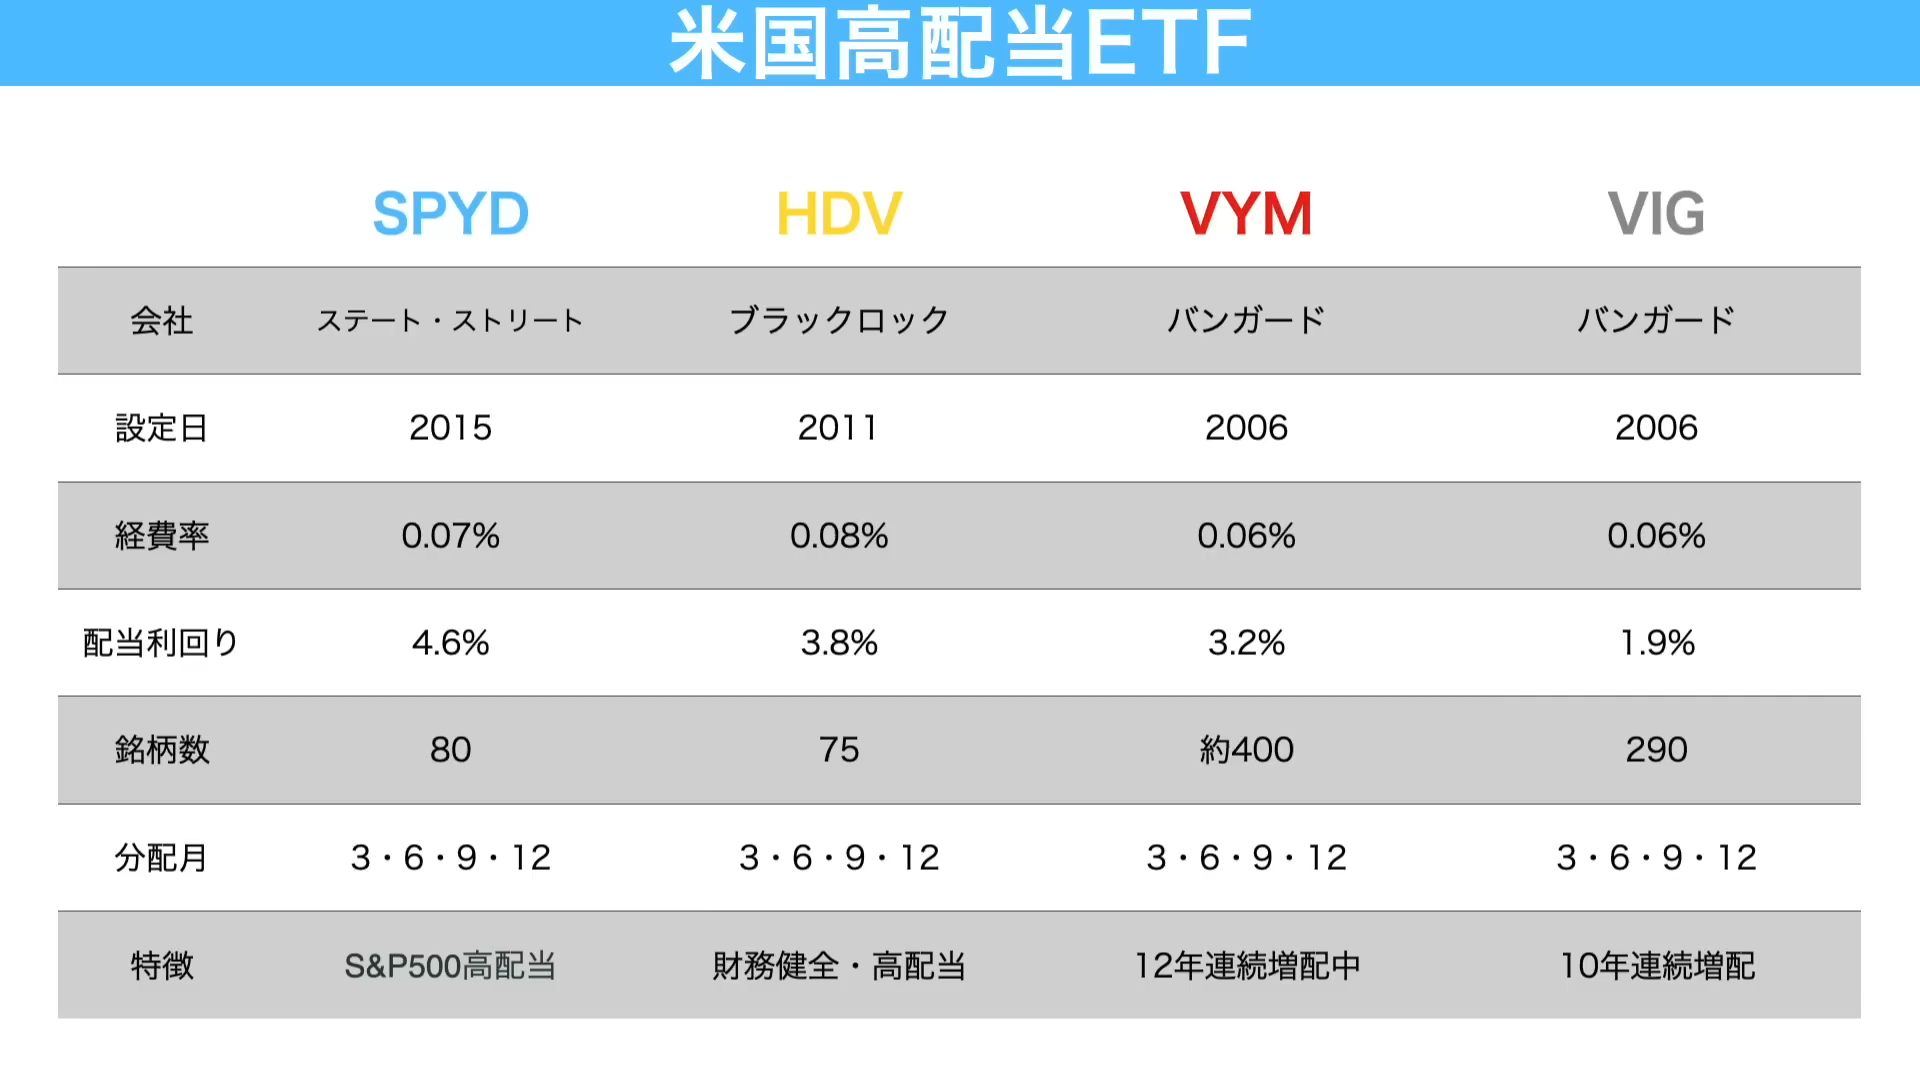 米国高配当ETF
SPYD HDV VYM VIG
会社 ステート・ストリート ブラックロック バンガード バンガード
設定日 2015 2011 2006 2006
経費率 0.07% 0.08% 0.06% 0.06%
配当利回り 4.6% 3.8% 3.2% 1.9%
銘柄数 80 75 約400 290
分配月 3・6・9・12 3・6・9・12 3・6・9・12 3・6・9・12
特徴 S&P500高配当 財務健全・高配当 12年連続増配中 10年連続増配